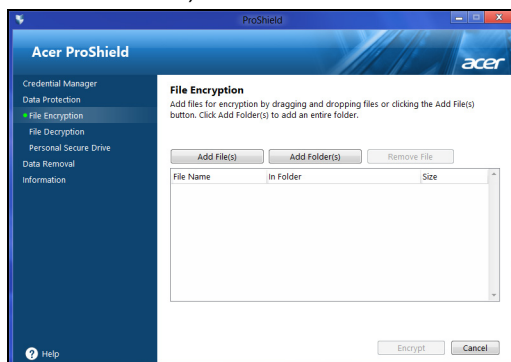 ProShield
Acer ProShield
acer
Credential Manager
Data Protection
File Encryption
File Decryption
Personal Secure Drive
Data Removal
Information
Help
File Encryption
Add files for encryption by dragging and dropping files or clicking the Add File(s)
button. Click Add Folder(s) to add an entire folder.
Add File(s) Add Folder(s) Remove File
File Name In Folder Size
Encrypt Cancel